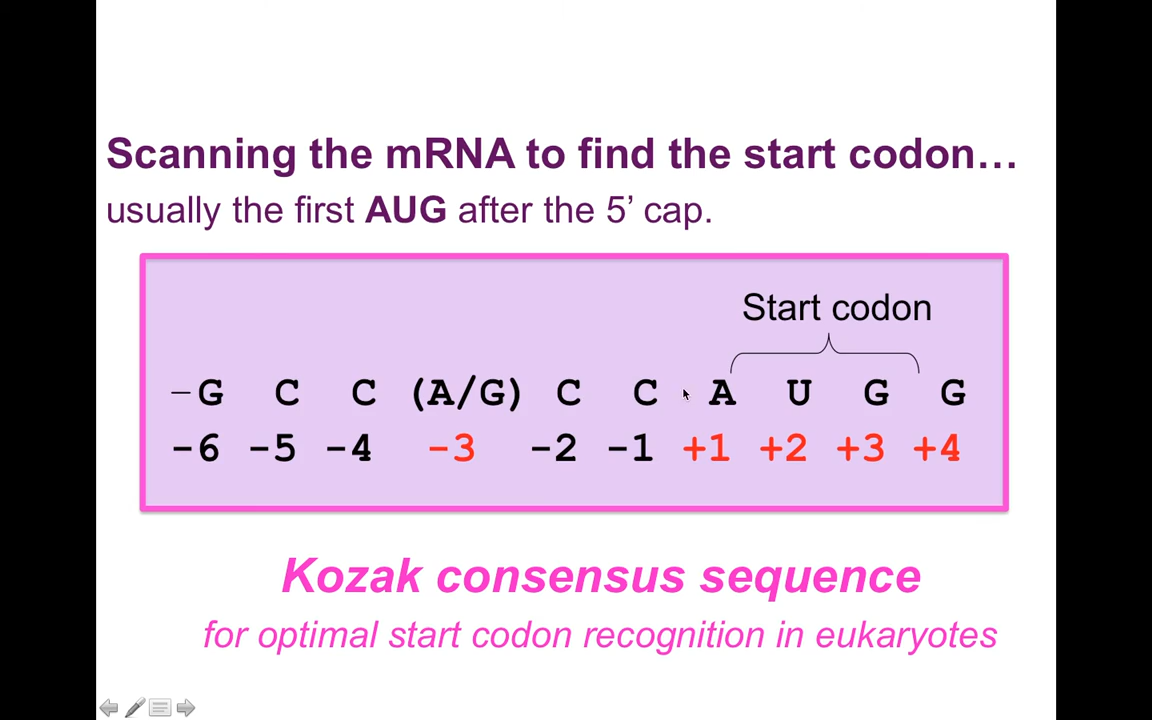 Scanning the mRNA to find the start codon…
usually the first AUG after the 5’ cap.
Start codon
–G C C (A/G) C C A U G G
-6 -5 -4 -3 -2 -1 +1 +2 +3 +4
Kozak consensus sequence
for optimal start codon recognition in eukaryotes